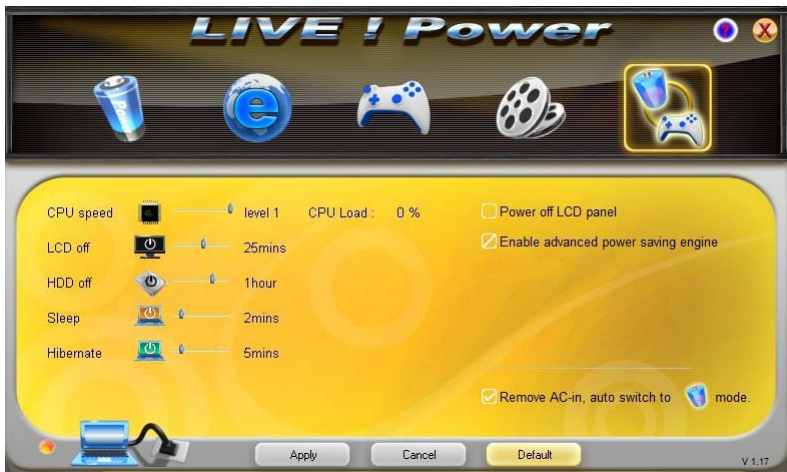 LIVE ! Power
CPU speed level 1 CPU Load : 0 %
LCD off 25mins
HDD off 1hour
Sleep 2mins
Hibernate 5mins
Power off LCD panel
Enable advanced power saving engine
Remove AC-in, auto switch to mode.
Apply Cancel Default
V 1.17